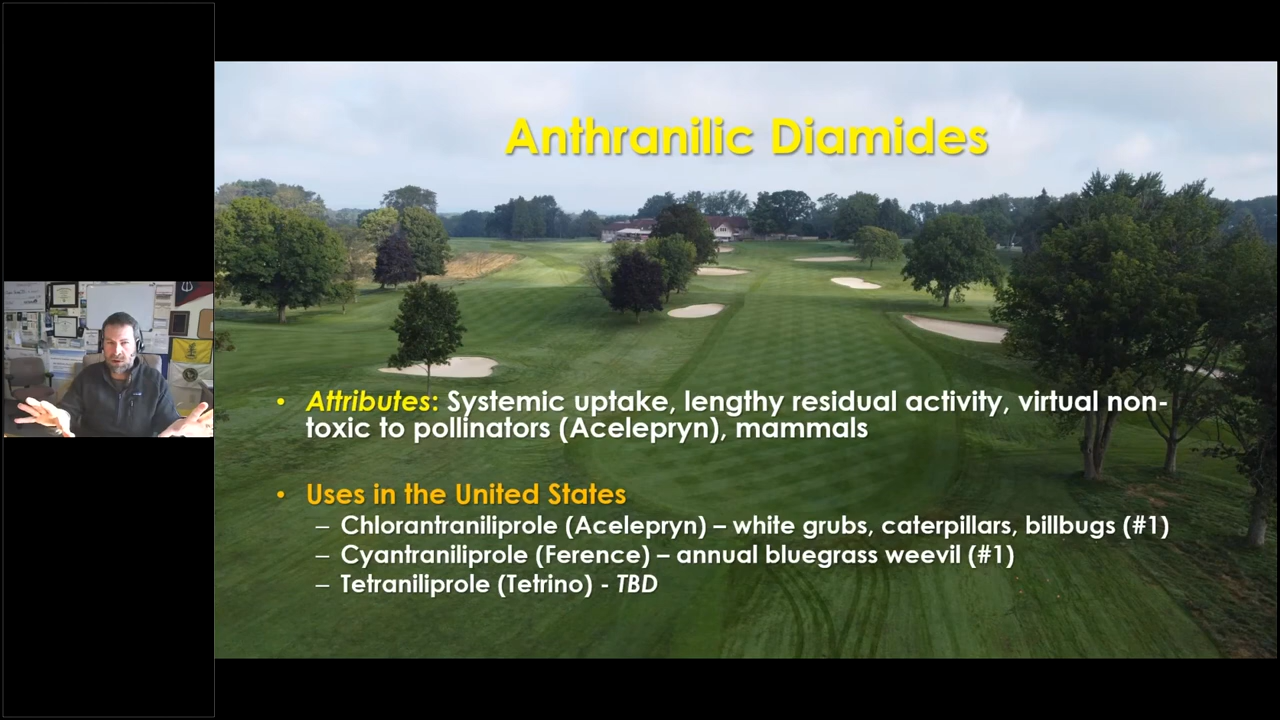 Anthranilic Diamides
• Attributes: Systemic uptake, lengthy residual activity, virtual non-
toxic to pollinators (Acelepryn), mammals
• Uses in the United States
– Chlorantraniliprole (Acelepryn) – white grubs, caterpillars, billbugs (#1)
– Cyantraniliprole (Ference) – annual bluegrass weevil (#1)
– Tetraniliprole (Tetrino) - TBD